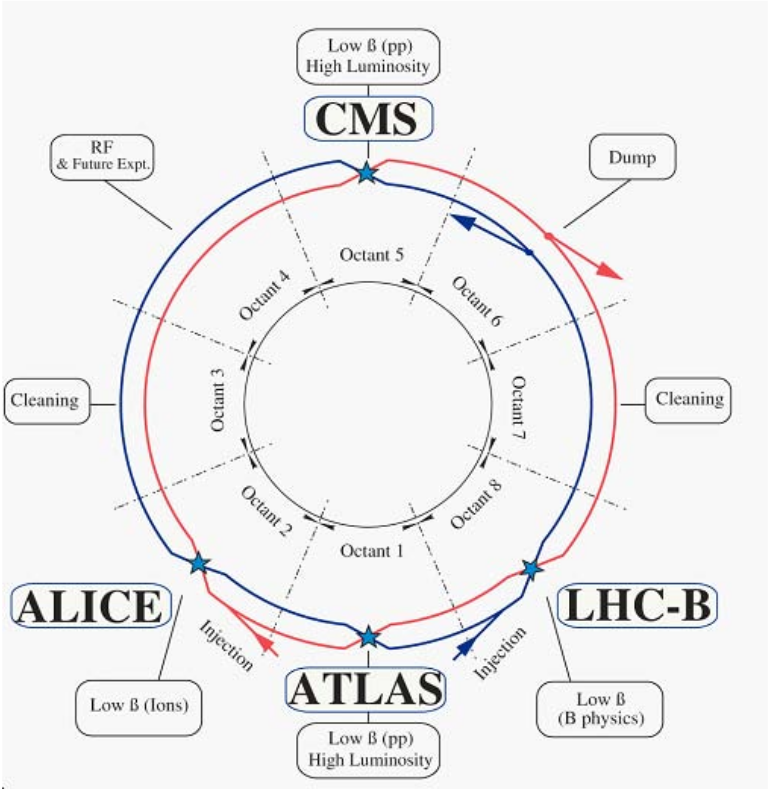 Low ß (pp)
High Luminosity
CMS
RF
& Future Expt.
Dump
Octant 5
Octant 4
Octant 6
Cleaning
Octant 3
Octant 7
Cleaning
Octant 2
Octant 8
Octant 1
ALICE
LHC-B
Injection
Injection
ATLAS
Low ß (Ions)
Low ß
(B physics)
Low ß (pp)
High Luminosity